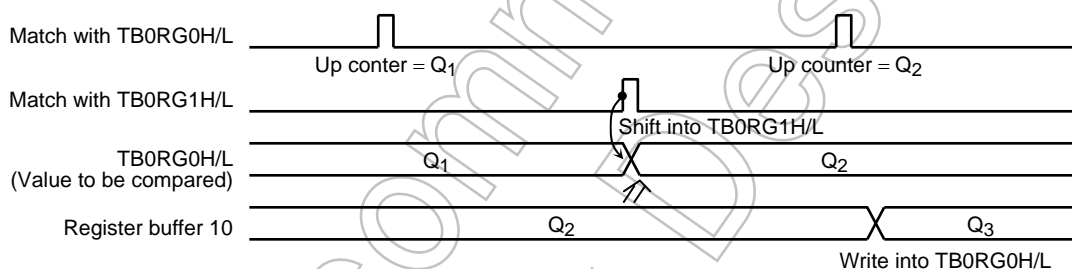 Match with TB0RG0H/L
Up conter = Q1
Up counter = Q2
Match with TB0RG1H/L
Shift into TB0RG1H/L
TB0RG0H/L
(Value to be compared)
Q1
Q2
Register buffer 10
Q2
Q3
Write into TB0RG0H/L